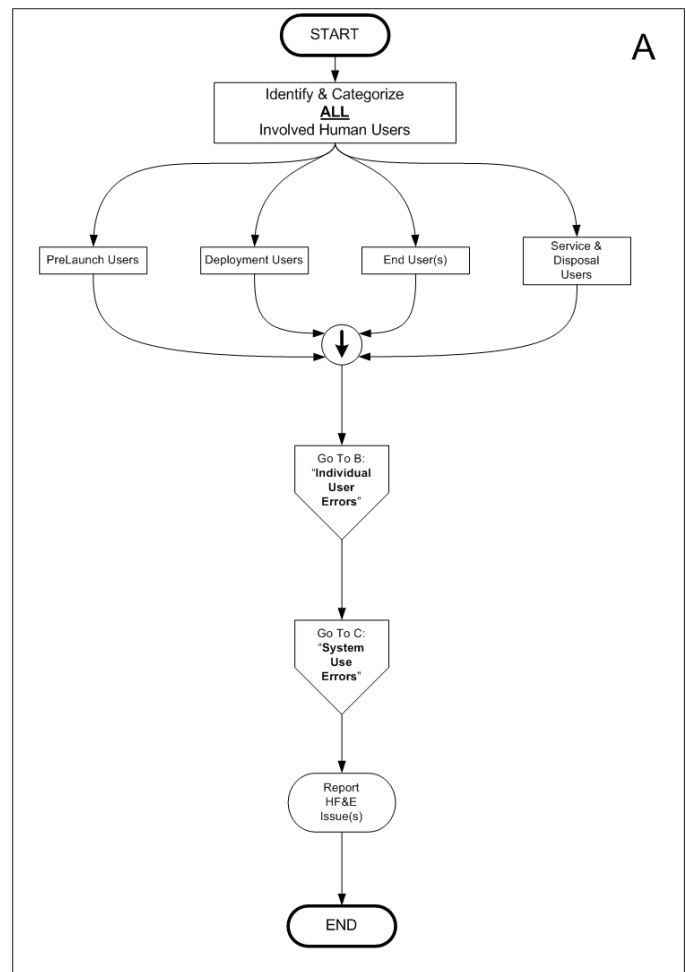 START
A
Identify & Categorize
ALL
Involved Human Users
PreLaunch Users
Deployment Users
End User(s)
Service &
Disposal
Users
Go To B:
"Individual
User
Errors"
Go To C:
"System
Use
Errors"
Report
HF&E
Issue(s)
END